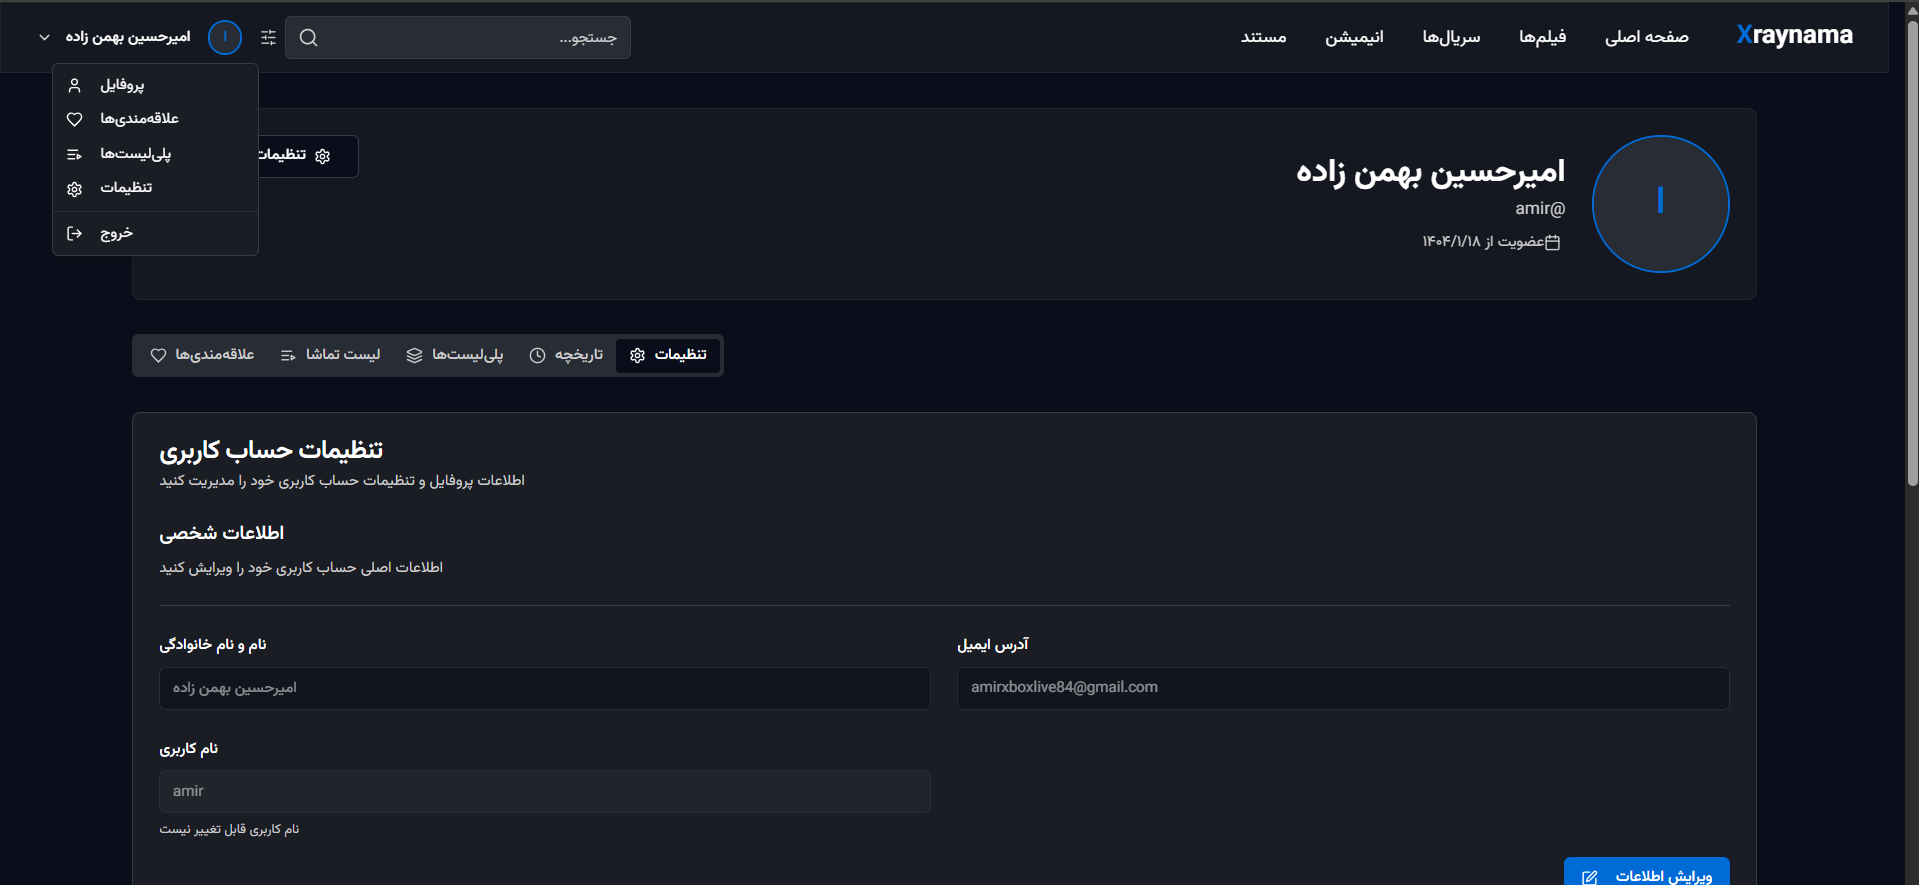 Xraynama
صفحه اصلی
فیلم‌ها
سریال‌ها
انیمیشن
مستند
جستجو...
ا
امیرحسین بهمن زاده
پروفایل
علاقه‌مندی‌ها
پلی‌لیست‌ها
تنظیمات
خروج
ا
امیرحسین بهمن زاده
@amir
عضویت از ۱۴۰۴/۱/۱۸
تنظیمات
تنظیمات
تاریخچه
پلی‌لیست‌ها
لیست تماشا
علاقه‌مندی‌ها
تنظیمات حساب کاربری
اطلاعات پروفایل و تنظیمات حساب کاربری خود را مدیریت کنید
اطلاعات شخصی
اطلاعات اصلی حساب کاربری خود را ویرایش کنید
آدرس ایمیل
amirxboxlive84@gmail.com
نام و نام خانوادگی
امیرحسین بهمن زاده
نام کاربری
amir
نام کاربری قابل تغییر نیست
ویرایش اطلاعات